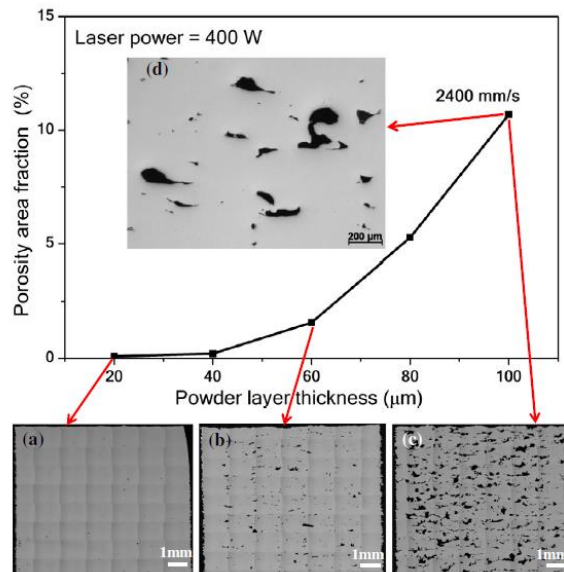 15
Laser power = 400 W
(d)
2400 mm/s
10
Porosity area fraction (%)
5
200 µm
0
20 40 60 80 100
Powder layer thickness (µm)
(a) (b) (c)
1mm 1mm 1mm